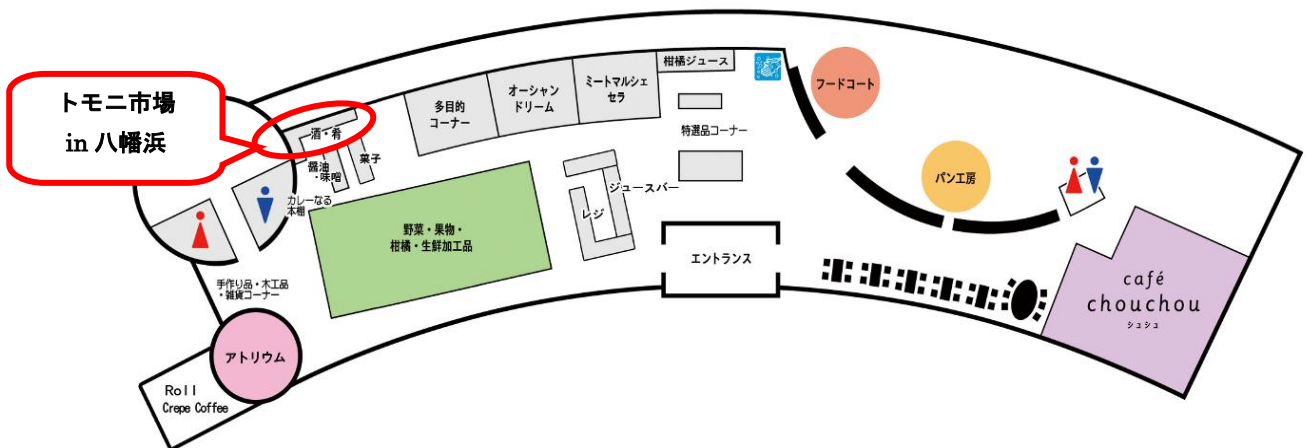 トモニ市場
in 八幡浜
酒・肴
醤油
・味噌
菓子
カレーなる
本棚
多目的
コーナー
オーシャン
ドリーム
ミートマルシェ
セラ
柑橘ジュース
特選品コーナー
フードコート
パン工房
野菜・果物・
柑橘・生鮮加工品
ジュースバー
レジ
エントランス
手作り品・木工品
・雑貨コーナー
アトリウム
Roll
Crepe Coffee
café
chouchou
シュシュ